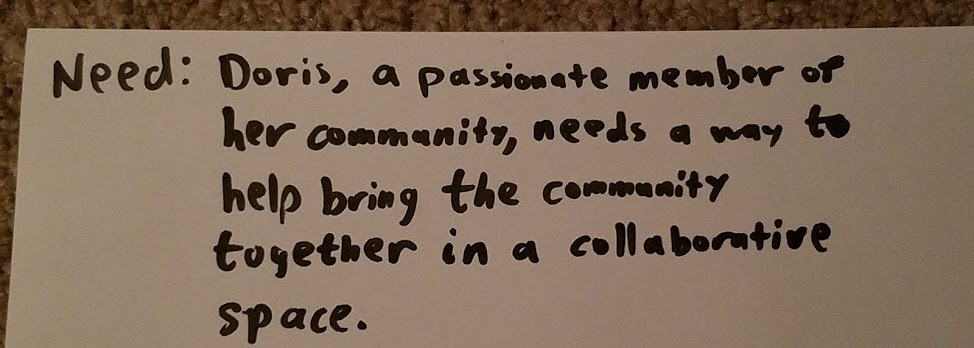 Need: Doris, a passionate member of
her community, needs a way to
help bring the community
together in a collaborative
space.